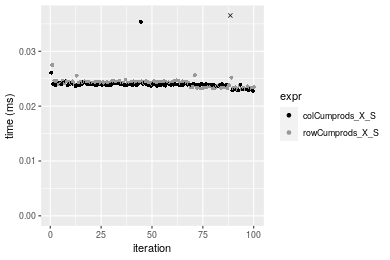 0.03
0.02
0.01
0.00
time (ms)
0
25
50
75
100
iteration
expr
colCumprods_X_S
rowCumprods_X_S